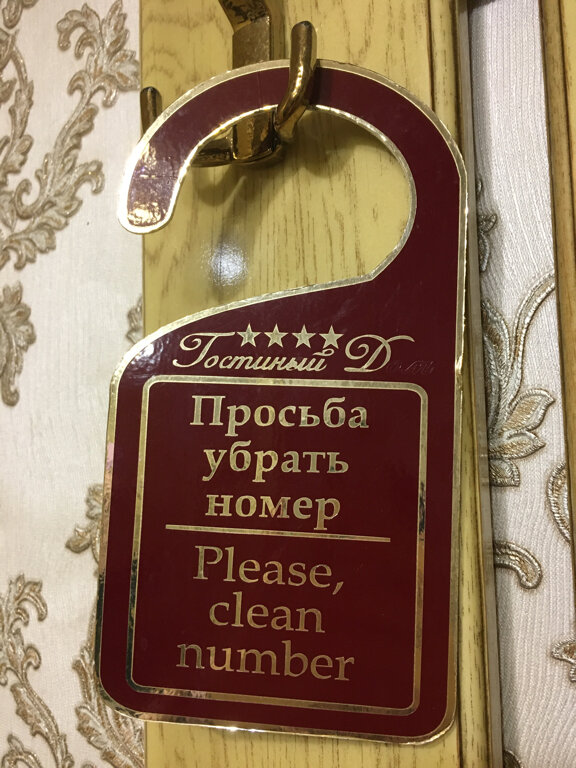 Гостиный
Просьба
убрать
номер
Please,
clean
number